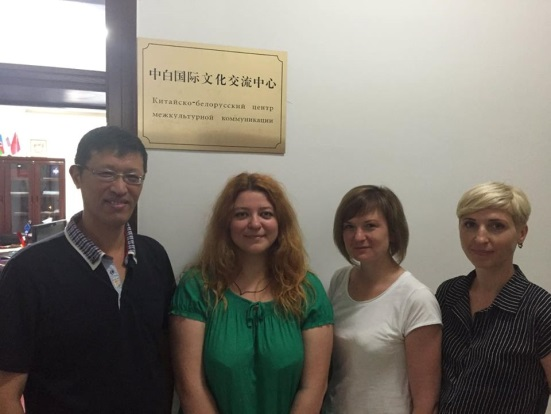 中白国际文化交流中心
Китайско-белорусский центр
межкультурной коммуникации